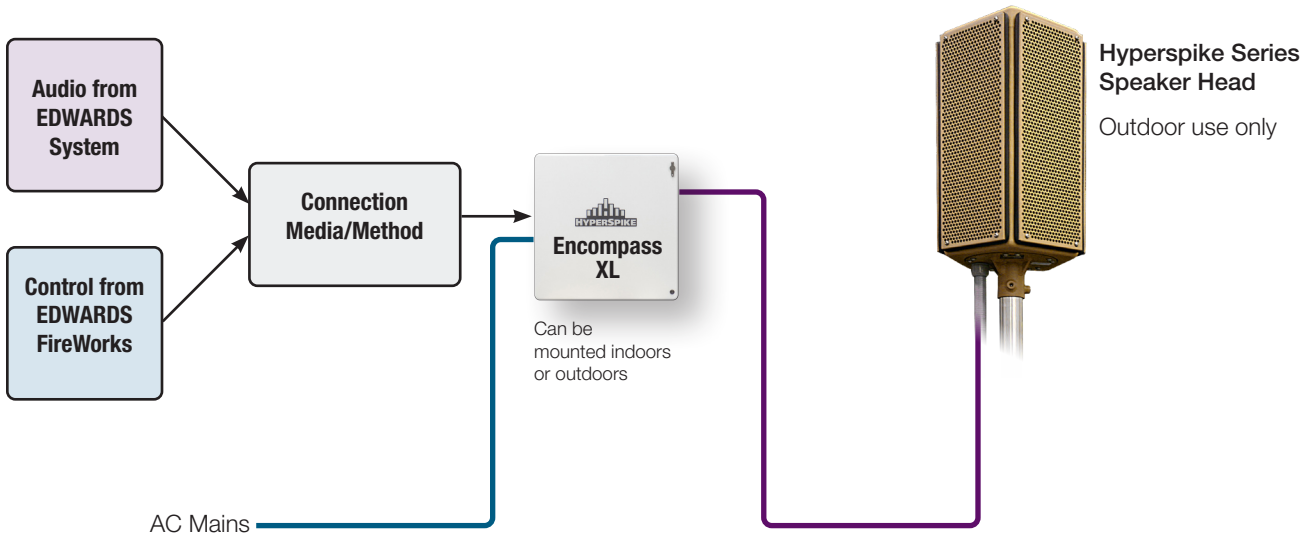 Audio from
EDWARDS
System
Control from
EDWARDS
FireWorks
Connection
Media/Method
HYPERSPIKE
Encompass
XL
Can be
mounted indoors
or outdoors
AC Mains
Hyperspike Series
Speaker Head
Outdoor use only